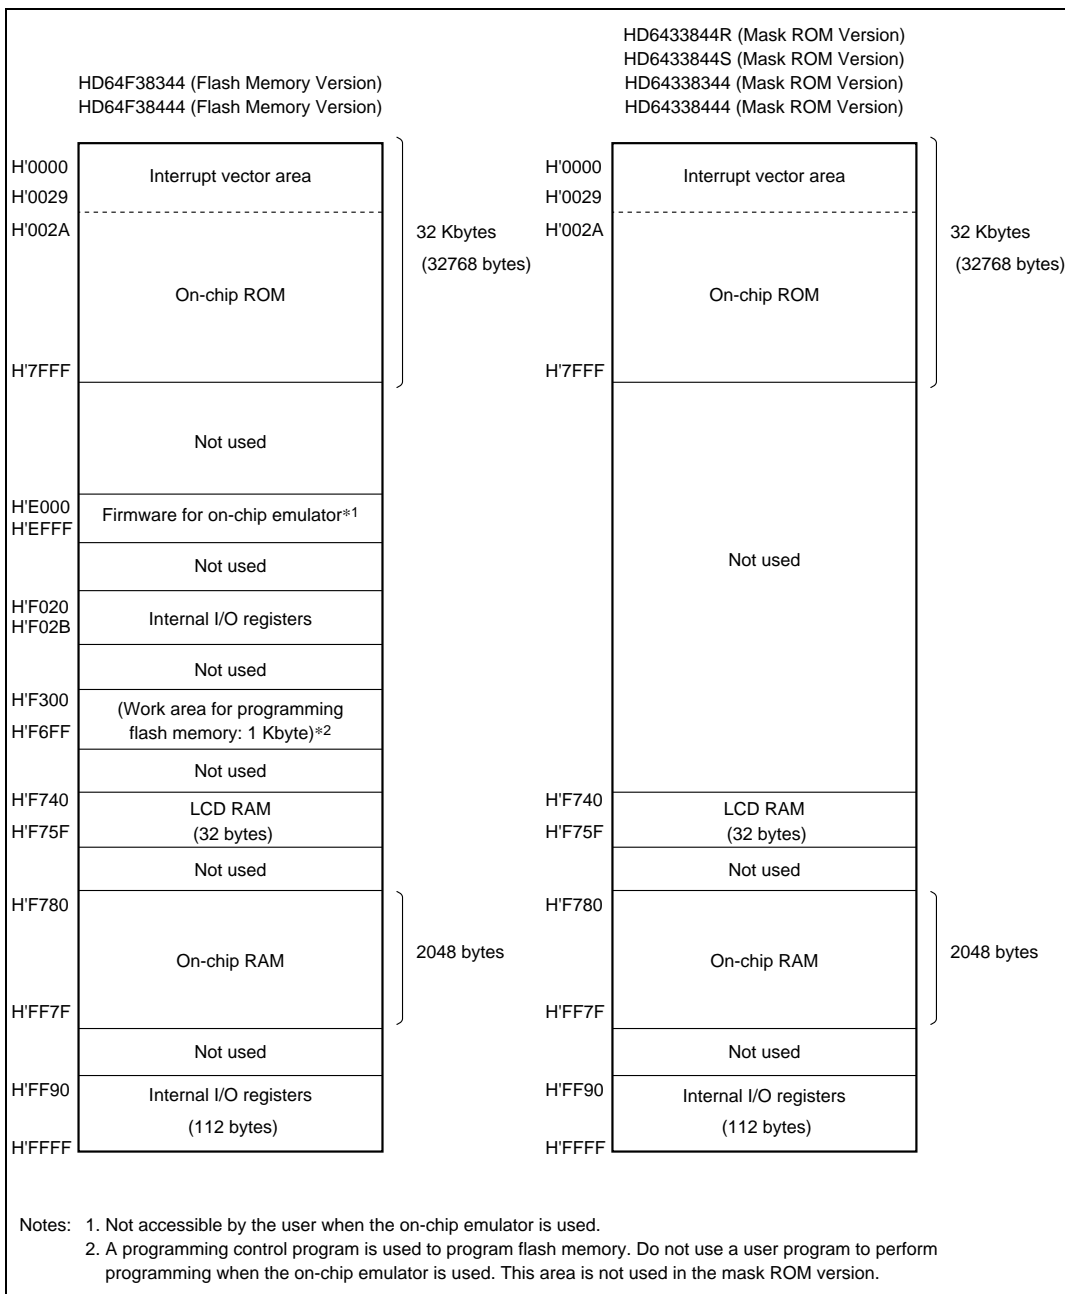 HD64F38344 (Flash Memory Version)
HD64F38444 (Flash Memory Version)
H'0000
Interrupt vector area
H'0029
H'002A
32 Kbytes
(32768 bytes)
On-chip ROM
H'7FFF
Not used
H'E000
Firmware for on-chip emulator*1
H'EFFF
Not used
H'F020
Internal I/O registers
H'F02B
Not used
H'F300
(Work area for programming
flash memory: 1 Kbyte)*2
H'F6FF
Not used
H'F740
LCD RAM
(32 bytes)
H'F75F
Not used
H'F780
On-chip RAM
2048 bytes
H'FF7F
Not used
H'FF90
Internal I/O registers
(112 bytes)
H'FFFF
HD6433844R (Mask ROM Version)
HD6433844S (Mask ROM Version)
HD64338344 (Mask ROM Version)
HD64338444 (Mask ROM Version)
H'0000
Interrupt vector area
H'0029
H'002A
32 Kbytes
(32768 bytes)
On-chip ROM
H'7FFF
Not used
H'F740
LCD RAM
(32 bytes)
H'F75F
Not used
H'F780
On-chip RAM
2048 bytes
H'FF7F
Not used
H'FF90
Internal I/O registers
(112 bytes)
H'FFFF
Notes: 1. Not accessible by the user when the on-chip emulator is used.
2. A programming control program is used to program flash memory. Do not use a user program to perform
programming when the on-chip emulator is used. This area is not used in the mask ROM version.